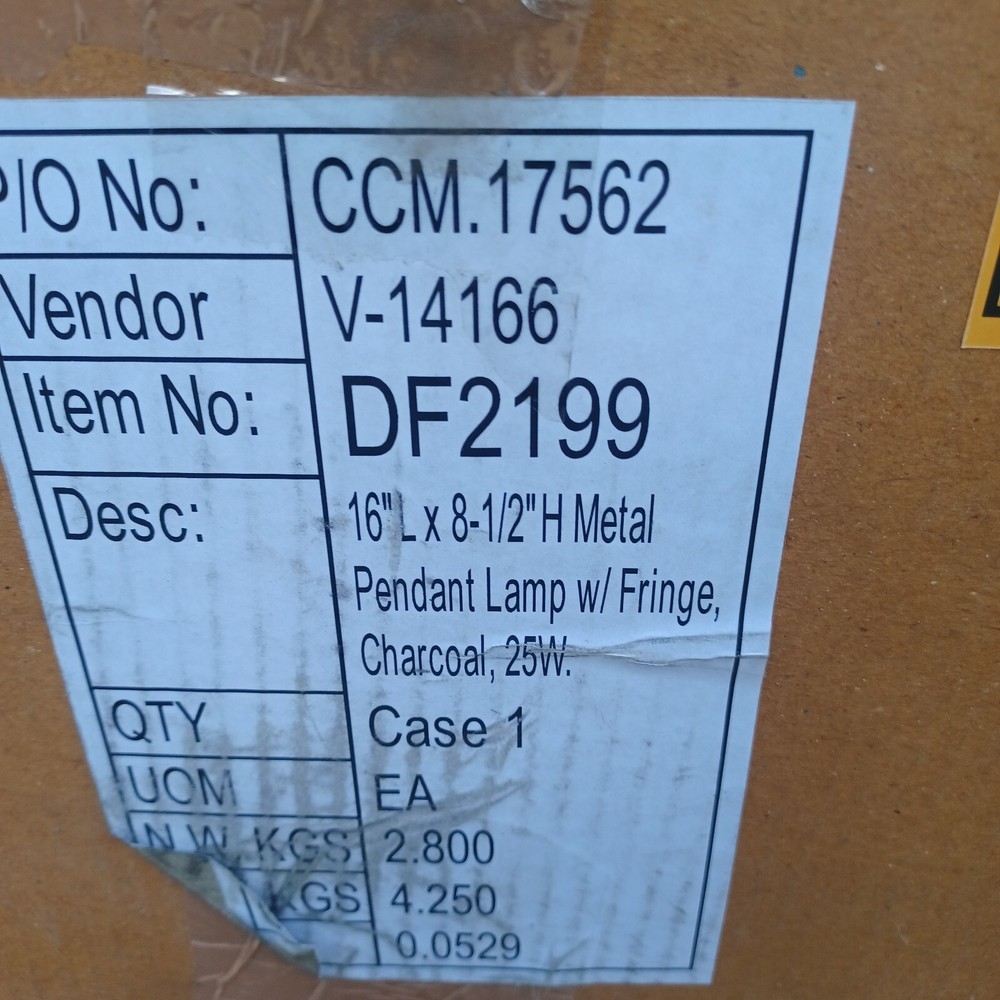 P/O No: CCM.17562
Vendor V-14166
Item No: DF2199
Desc: 16"L x 8-1/2"H Metal
Pendant Lamp w/ Fringe,
Charcoal, 25W.
QTY Case 1
UOM EA
N.W. KGS 2.800
KGS 4.250
0.0529